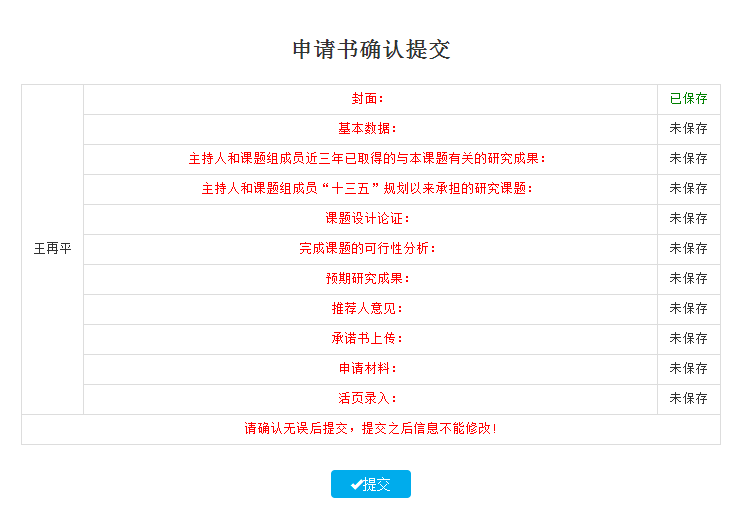 申请书确认提交
封面： 已保存
基本数据： 未保存
主持人和课题组成员近三年已取得的与本课题有关的研究成果： 未保存
主持人和课题组成员“十三五”规划以来承担的研究课题： 未保存
课题设计论证： 未保存
王再平 完成课题的可行性分析： 未保存
预期研究成果： 未保存
推荐人意见： 未保存
承诺书上传： 未保存
申请材料： 未保存
活页录入： 未保存
请确认无误后提交，提交之后信息不能修改！
提交